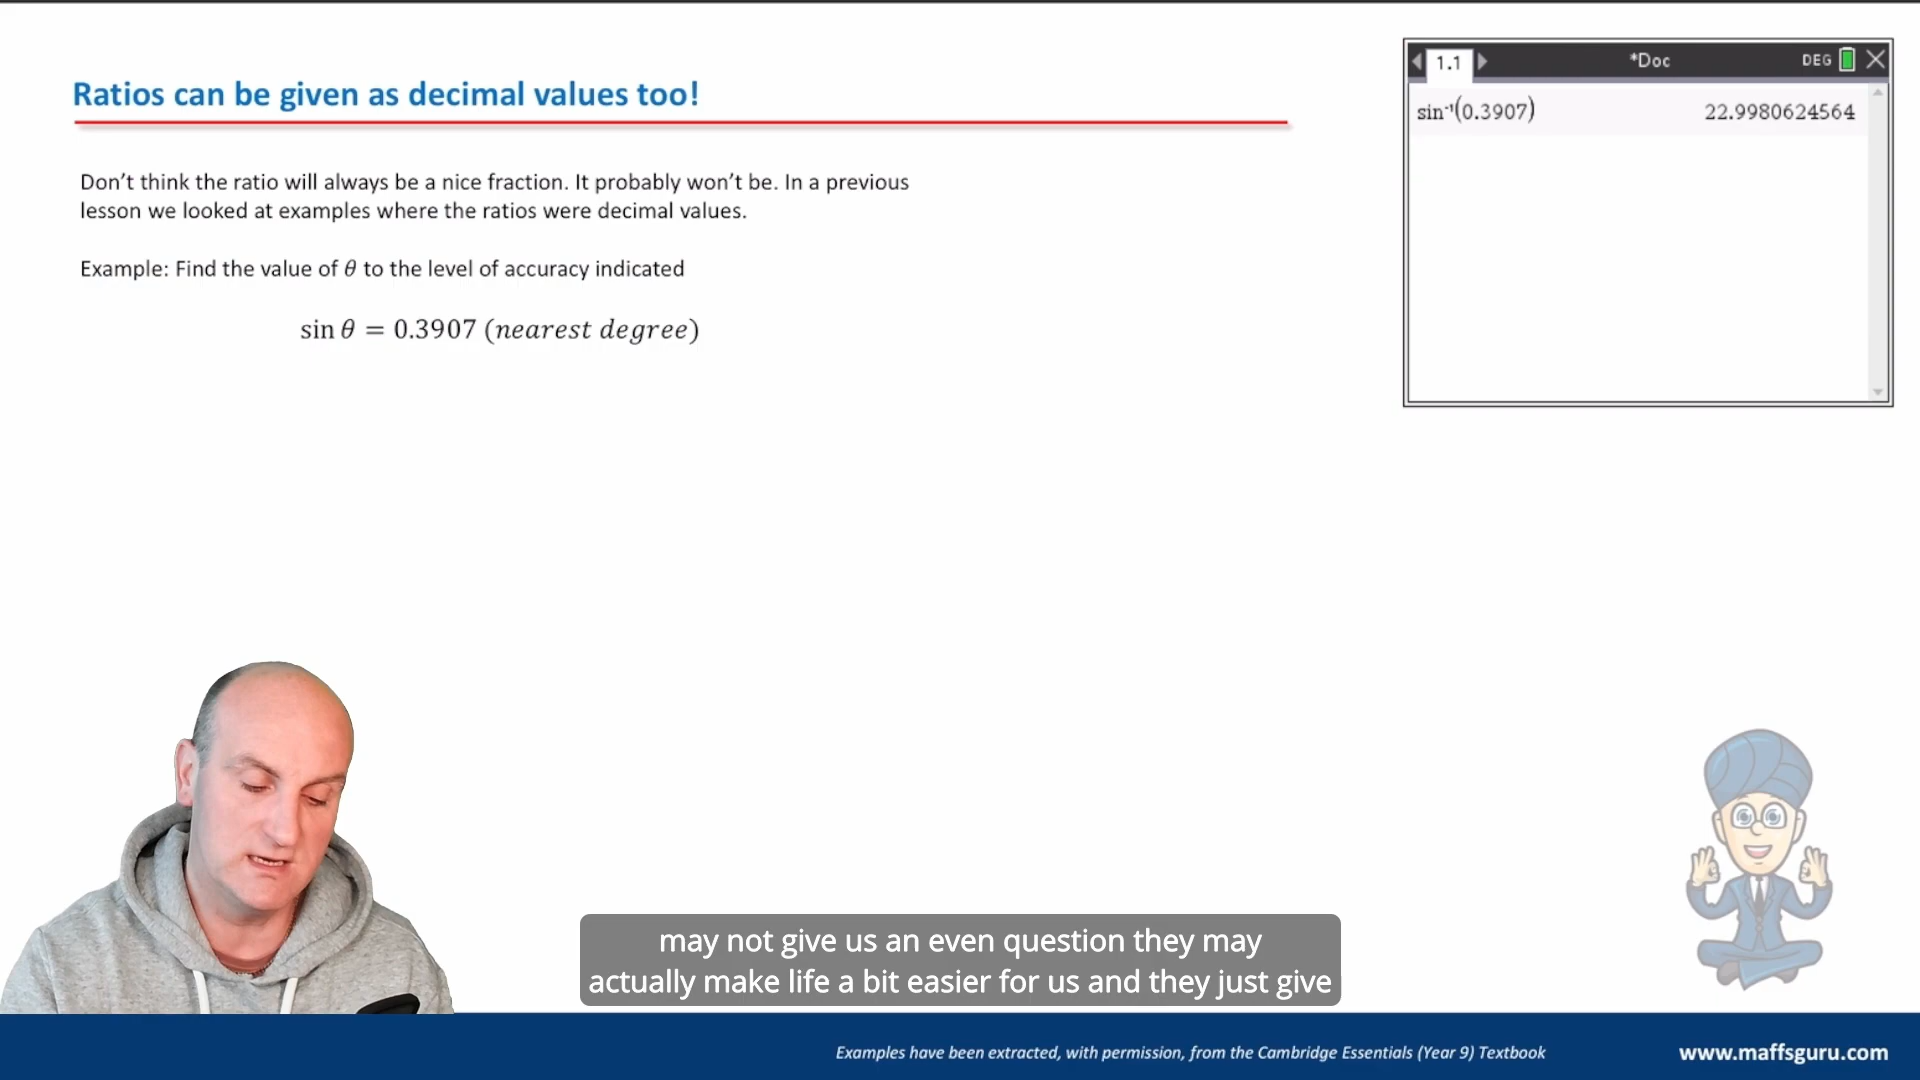 Ratios can be given as decimal values too!
Don’t think the ratio will always be a nice fraction. It probably won’t be. In a previous
lesson we looked at examples where the ratios were decimal values.
Example: Find the value of θ to the level of accuracy indicated
sin θ = 0.3907 (nearest degree)
1.1 *Doc DEG
sin⁻¹(0.3907) 22.9980624564
may not give us an even question they may
actually make life a bit easier for us and they just give
Examples have been extracted, with permission, from the Cambridge Essentials (Year 9) Textbook
www.maffsguru.com